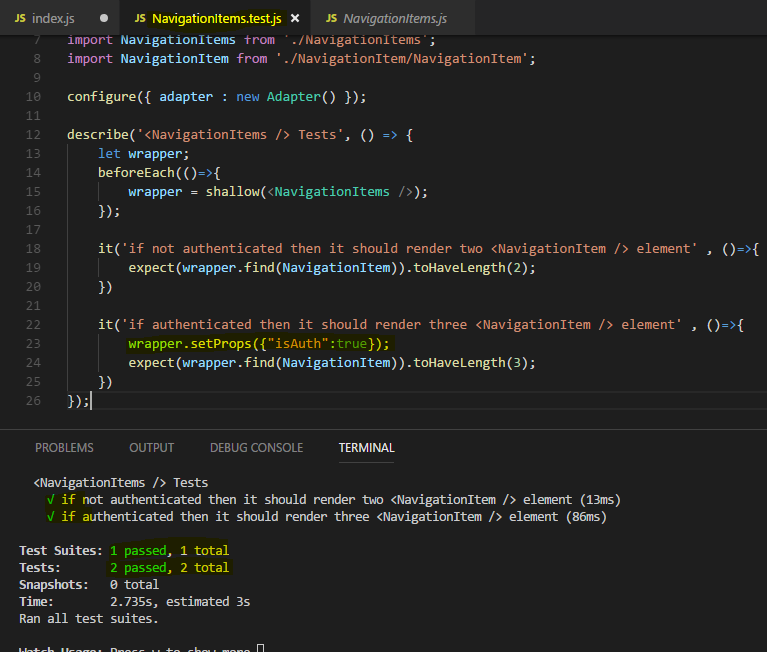 JS index.js ● JS NavigationItems.test.js × JS NavigationItems.js
7 import NavigationItems from './NavigationItems';
8 import NavigationItem from './NavigationItem/NavigationItem';
9
10 configure({ adapter : new Adapter() });
11
12 describe('<NavigationItems /> Tests', () => {
13 let wrapper;
14 beforeEach(()=>{
15 wrapper = shallow(<NavigationItems />);
16 });
17
18 it('if not authenticated then it should render two <NavigationItem /> element' , ()=>{
19 expect(wrapper.find(NavigationItem)).toHaveLength(2);
20 })
21
22 it('if authenticated then it should render three <NavigationItem /> element' , ()=>{
23 wrapper.setProps({"isAuth":true});
24 expect(wrapper.find(NavigationItem)).toHaveLength(3);
25 })
26 });
PROBLEMS OUTPUT DEBUG CONSOLE TERMINAL
<NavigationItems /> Tests
√ if not authenticated then it should render two <NavigationItem /> element (13ms)
√ if authenticated then it should render three <NavigationItem /> element (86ms)
Test Suites: 1 passed, 1 total
Tests: 2 passed, 2 total
Snapshots: 0 total
Time: 2.735s, estimated 3s
Ran all test suites.
Watch Usage: Press w to show more.